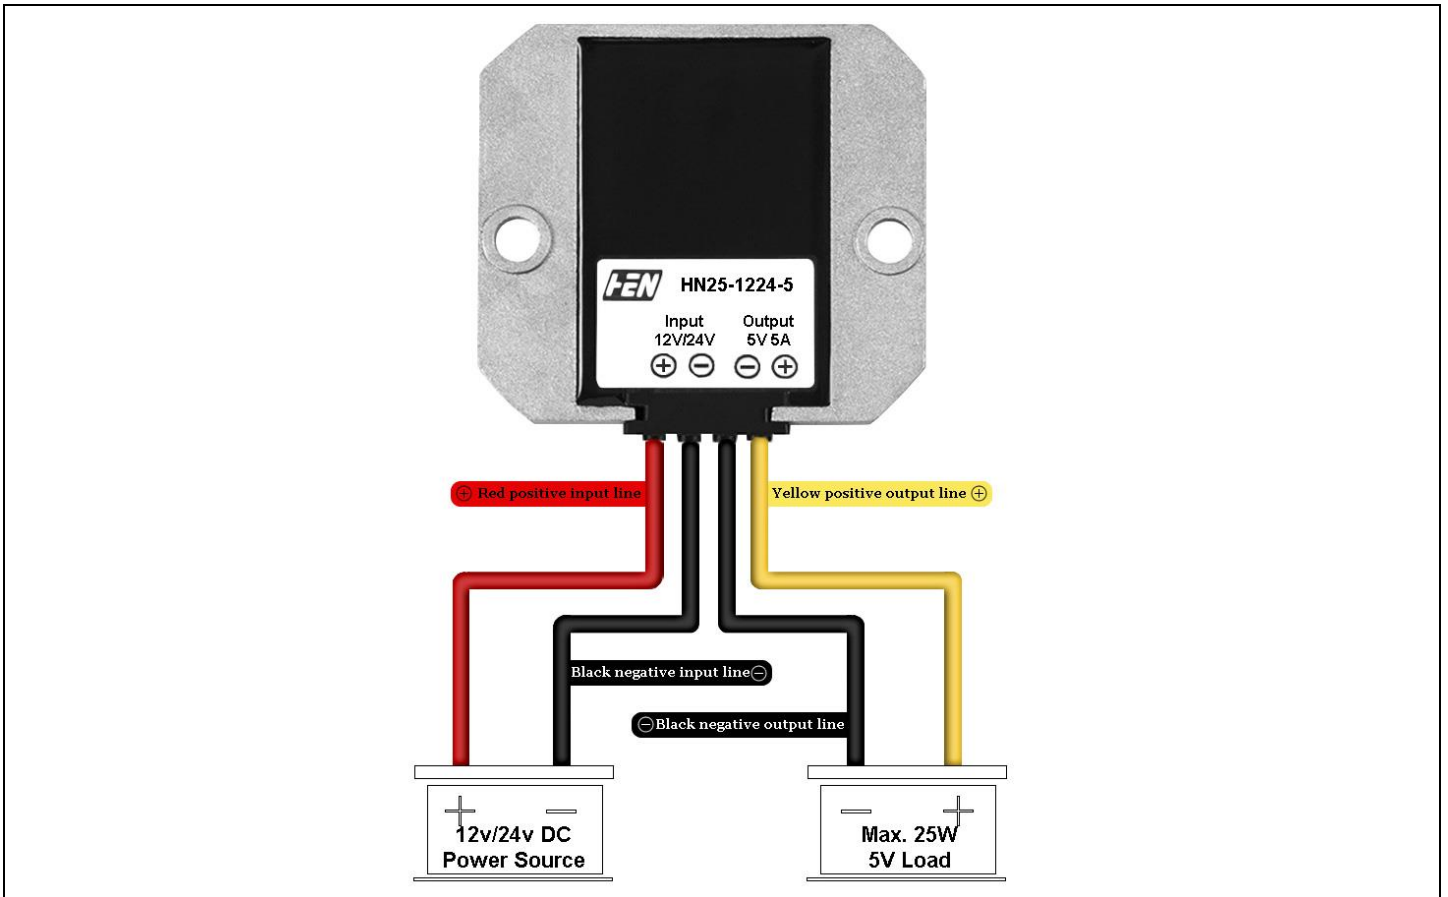 HEN HN25-1224-5
Input Output
12V/24V 5V 5A
⊕ ⊖ ⊖ ⊕
⊕ Red positive input line
Yellow positive output line ⊕
Black negative input line⊖
⊖Black negative output line
+ −
12v/24v DC
Power Source
− +
Max. 25W
5V Load